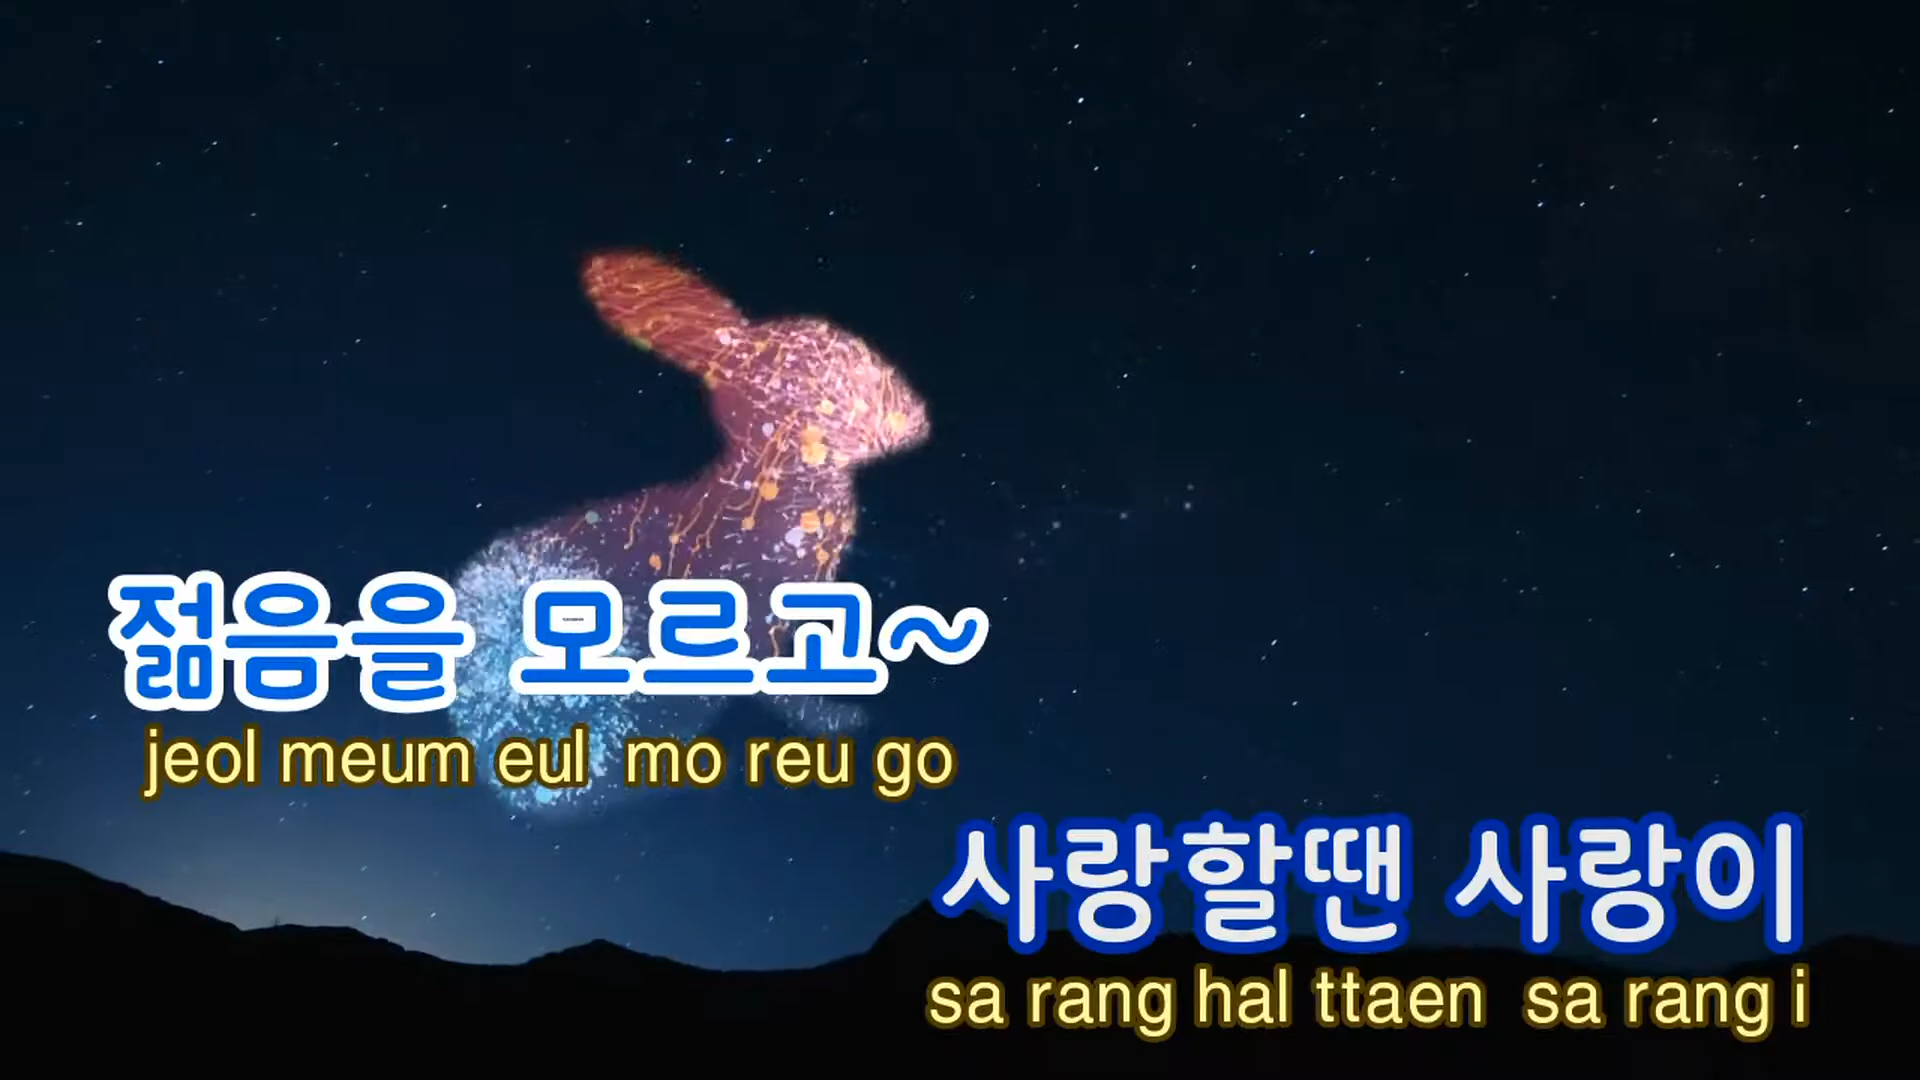 젊음을 모르고~
jeol meum eul mo reu go
사랑할땐 사랑이
sa rang hal ttaen sa rang i